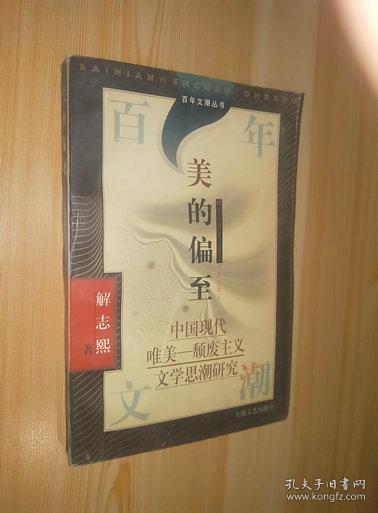 BAINIANWENCHAOCONGSHU
百年文潮丛书
百年
美的偏至
中国现代
唯美—颓废主义
文学思潮研究
解志熙
著
文潮
上海文艺出版社
孔夫子旧书网
www.kongfz.com